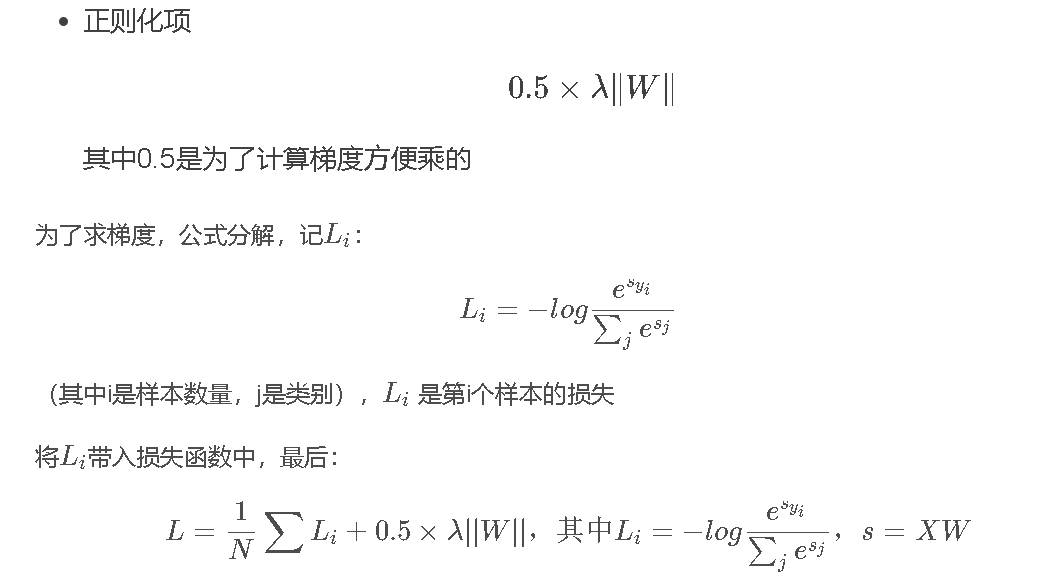 • 正则化项
0.5 × λ‖W‖
其中0.5是为了计算梯度方便乘的
为了求梯度，公式分解，记$L_i$：
$L_i = -log\frac{e^{s_{y_i}}}{\sum_j e^{s_j}}$
（其中i是样本数量，j是类别），$L_i$ 是第i个样本的损失
将$L_i$带入损失函数中，最后：
$L = \frac{1}{N}\sum L_i + 0.5 × λ||W||，其中L_i = -log\frac{e^{s_{y_i}}}{\sum_j e^{s_j}}，s = XW$